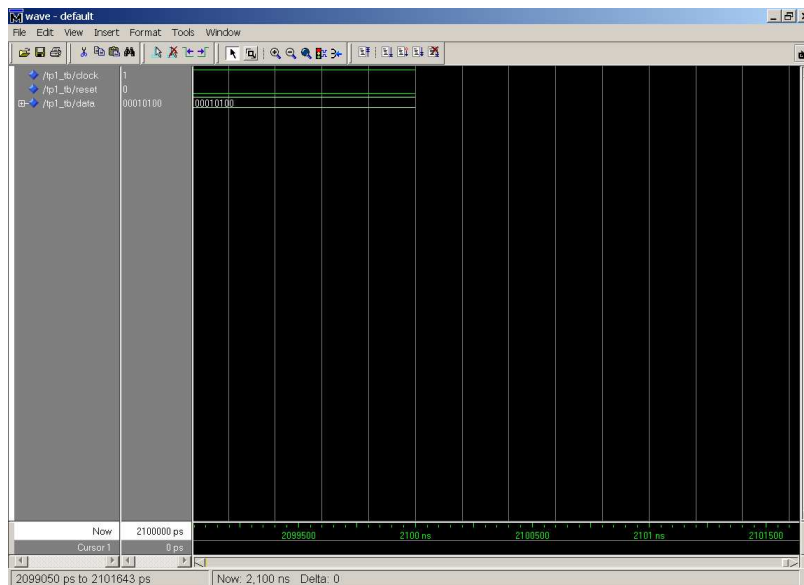 wave - default
File Edit View Insert Format Tools Window
/tp1_tb/clock 1
/tp1_tb/reset 0
/tp1_tb/data 00010100 00010100
Now 2100000 ps 2099500 2100 ns 2100500 2101 ns 2101500
Cursor 1 0 ps
2099050 ps to 2101643 ps Now: 2,100 ns Delta: 0